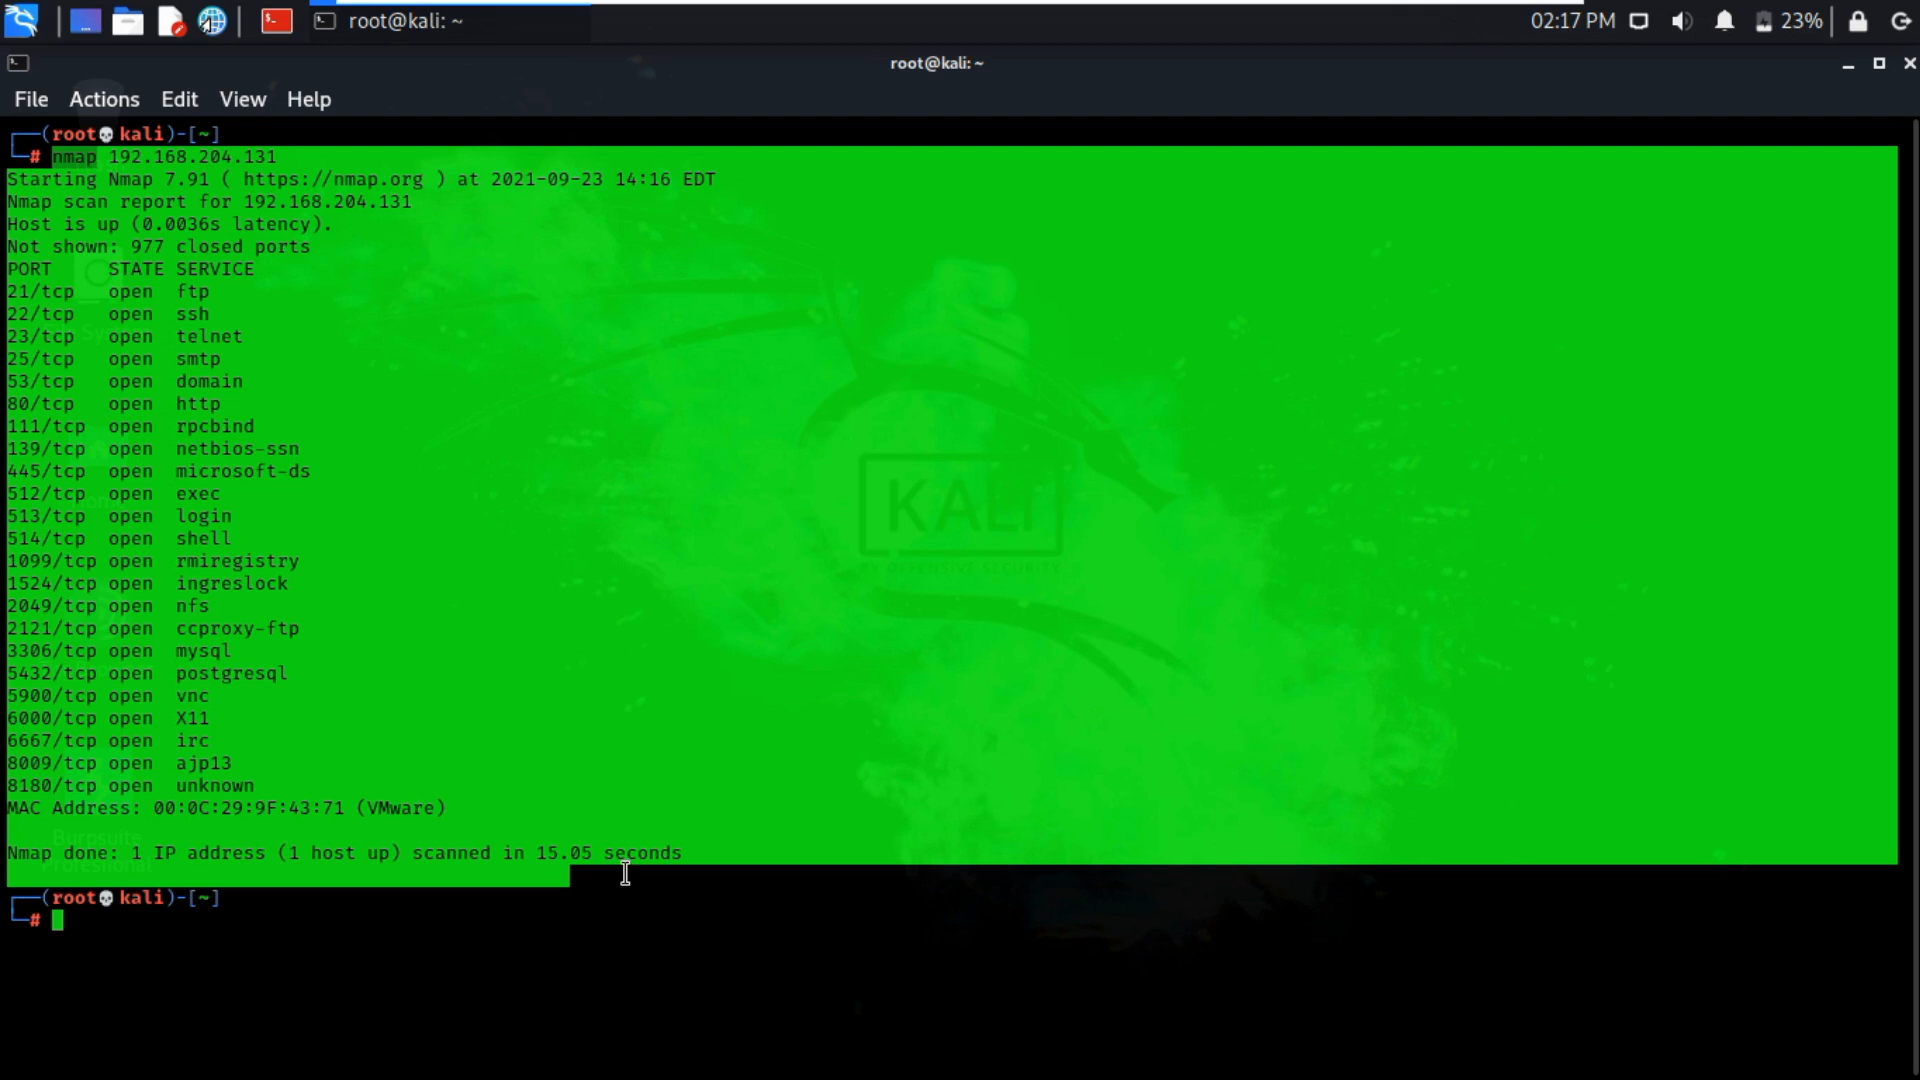 root@kali: ~
02:17 PM
23%
root@kali: ~
File Actions Edit View Help
(root💀kali)-[~]
# nmap 192.168.204.131
Starting Nmap 7.91 ( https://nmap.org ) at 2021-09-23 14:16 EDT
Nmap scan report for 192.168.204.131
Host is up (0.0036s latency).
Not shown: 977 closed ports
PORT     STATE SERVICE
21/tcp   open  ftp
22/tcp   open  ssh
23/tcp   open  telnet
25/tcp   open  smtp
53/tcp   open  domain
80/tcp   open  http
111/tcp  open  rpcbind
139/tcp  open  netbios-ssn
445/tcp  open  microsoft-ds
512/tcp  open  exec
513/tcp  open  login
514/tcp  open  shell
1099/tcp open  rmiregistry
1524/tcp open  ingreslock
2049/tcp open  nfs
2121/tcp open  ccproxy-ftp
3306/tcp open  mysql
5432/tcp open  postgresql
5900/tcp open  vnc
6000/tcp open  X11
6667/tcp open  irc
8009/tcp open  ajp13
8180/tcp open  unknown
MAC Address: 00:0C:29:9F:43:71 (VMware)
Nmap done: 1 IP address (1 host up) scanned in 15.05 seconds
(root💀kali)-[~]
#
KALI
BY OFFENSIVE SECURITY
Burpsuite
Professional